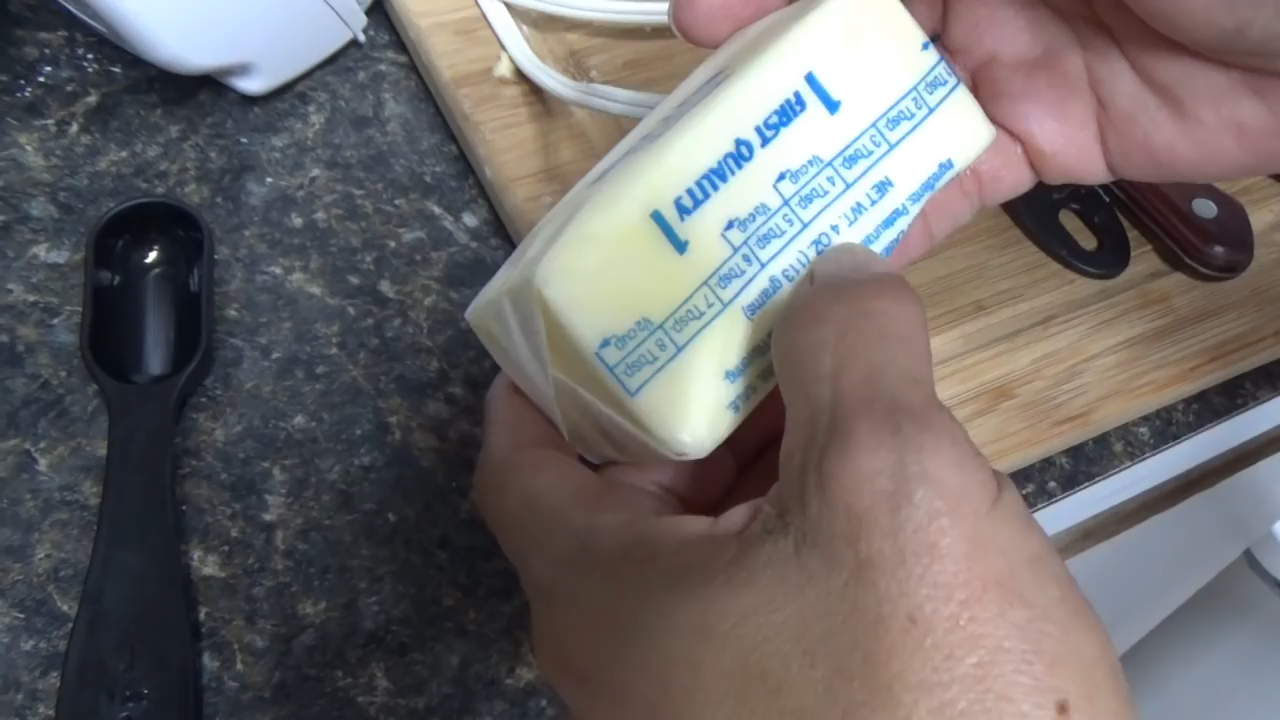 1 FIRST QUALITY 1
1/4 cup
1/3 cup
1/2 cup
1 Tbsp. 2 Tbsp. 3 Tbsp. 4 Tbsp. 5 Tbsp. 6 Tbsp. 7 Tbsp. 8 Tbsp.
NET WT. 4 OZ. (113 grams)
Ingredients: